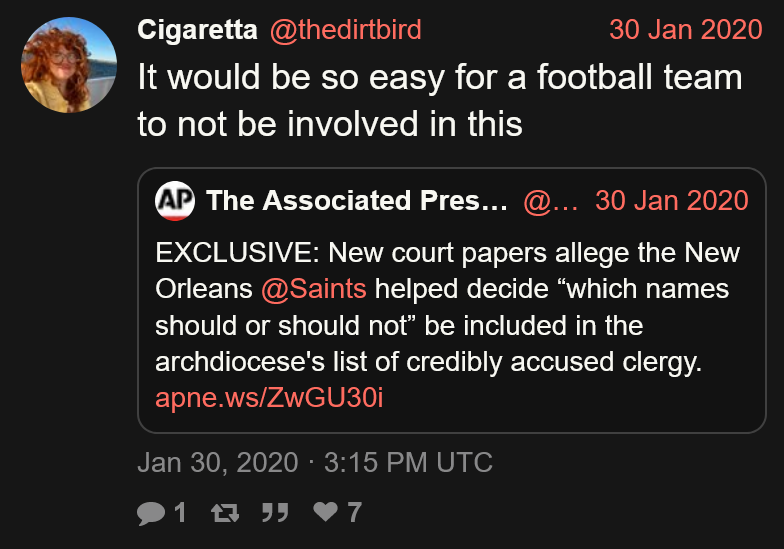 Cigaretta @thedirtbird 30 Jan 2020
It would be so easy for a football team
to not be involved in this
AP The Associated Pres... @... 30 Jan 2020
EXCLUSIVE: New court papers allege the New
Orleans @Saints helped decide “which names
should or should not” be included in the
archdiocese's list of credibly accused clergy.
apne.ws/ZwGU30i
Jan 30, 2020 · 3:15 PM UTC
1 7